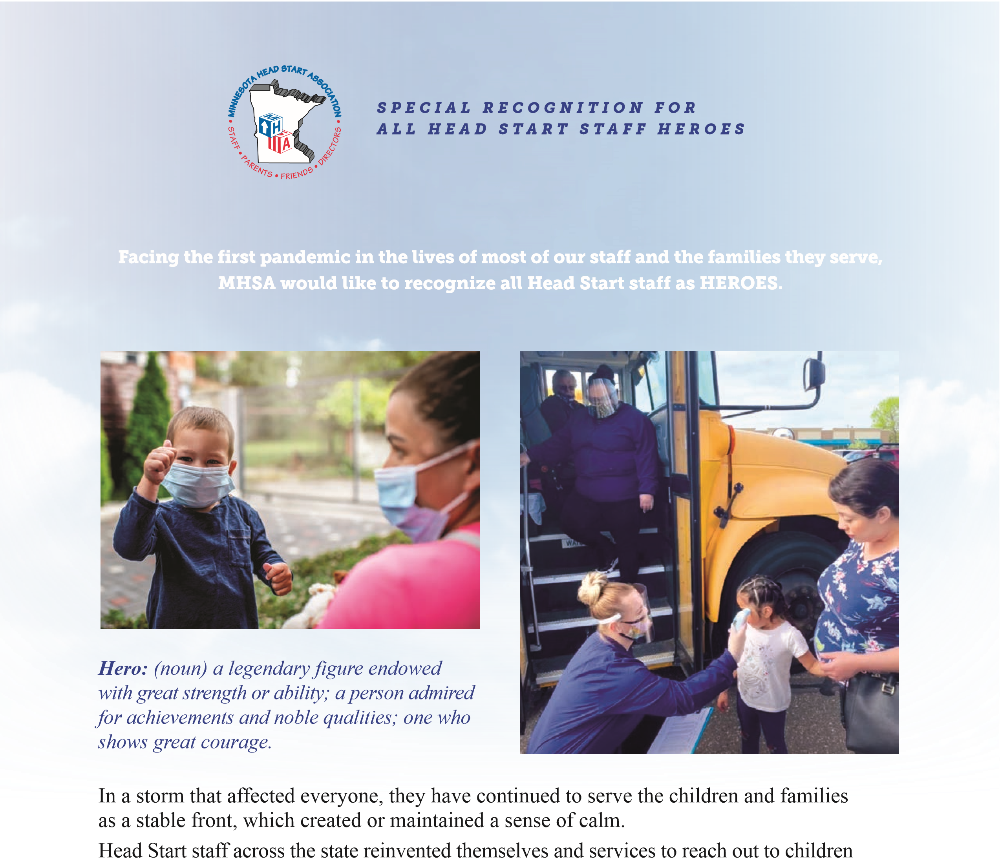 MINNESOTA HEAD START ASSOCIATION
• STAFF • PARENTS • FRIENDS • DIRECTORS •
M
H
A
SPECIAL RECOGNITION FOR
ALL HEAD START STAFF HEROES
Facing the first pandemic in the lives of most of our staff and the families they serve,
MHSA would like to recognize all Head Start staff as HEROES.
Hero: (noun) a legendary figure endowed
with great strength or ability; a person admired
for achievements and noble qualities; one who
shows great courage.
In a storm that affected everyone, they have continued to serve the children and families
as a stable front, which created or maintained a sense of calm.
Head Start staff across the state reinvented themselves and services to reach out to children